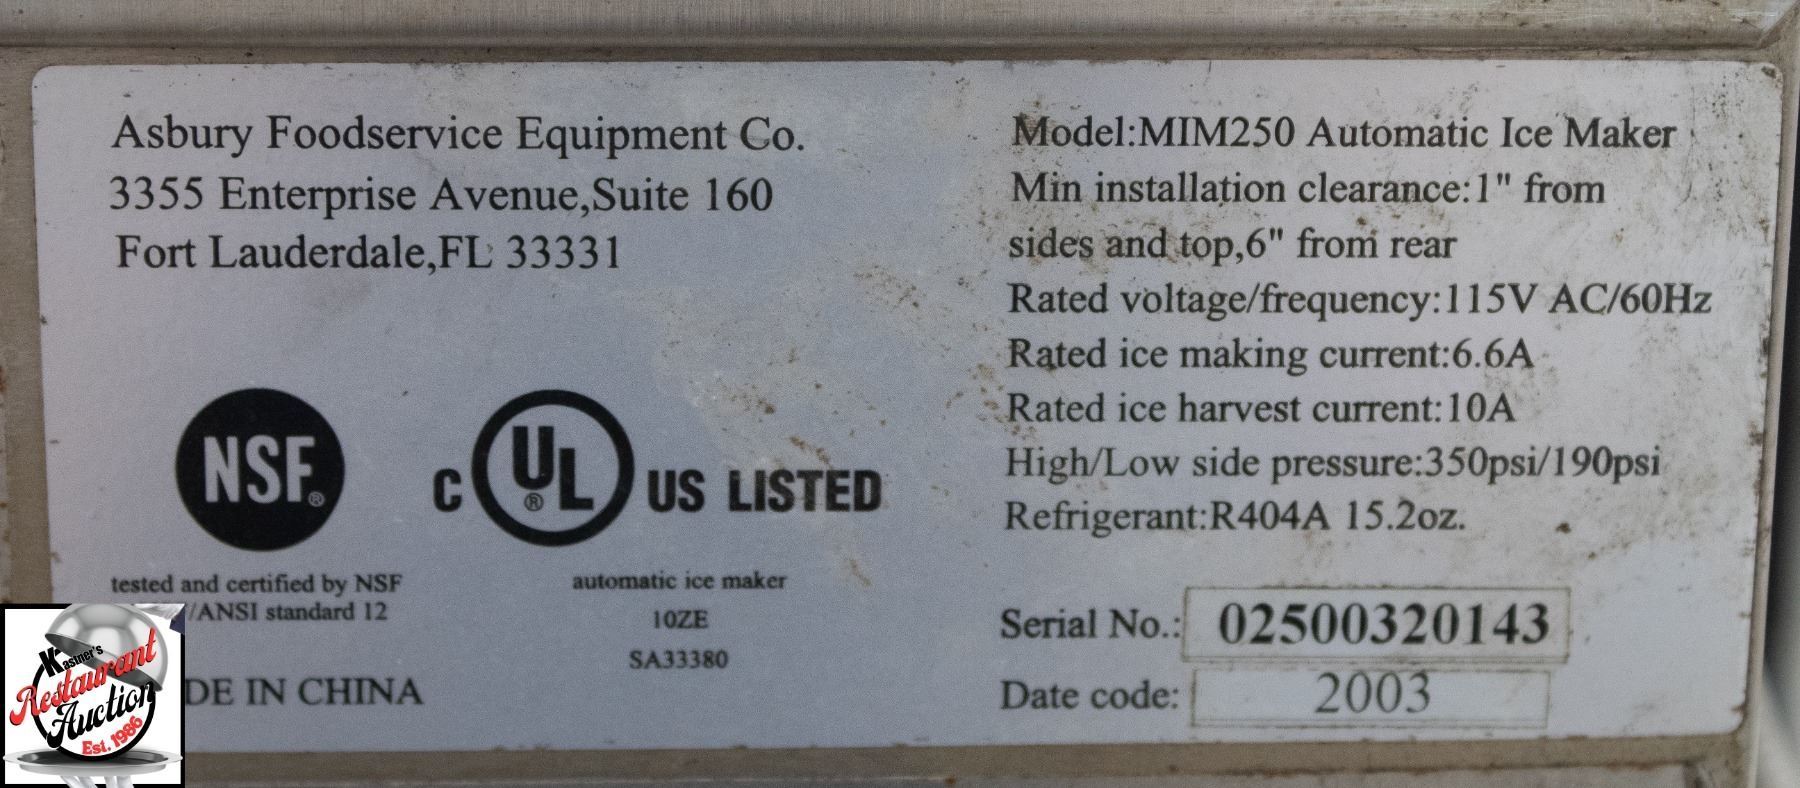 Asbury Foodservice Equipment Co.
3355 Enterprise Avenue,Suite 160
Fort Lauderdale,FL 33331
NSF®
tested and certified by NSF
/ANSI standard 12
DE IN CHINA
C UL® US LISTED
automatic ice maker
10ZE
SA33380
Model:MIM250 Automatic Ice Maker
Min installation clearance:1" from
sides and top,6" from rear
Rated voltage/frequency:115V AC/60Hz
Rated ice making current:6.6A
Rated ice harvest current:10A
High/Low side pressure:350psi/190psi
Refrigerant:R404A 15.2oz.
Serial No.: 02500320143
Date code: 2003
Kastner's
Restaurant
Auction
Est. 1986